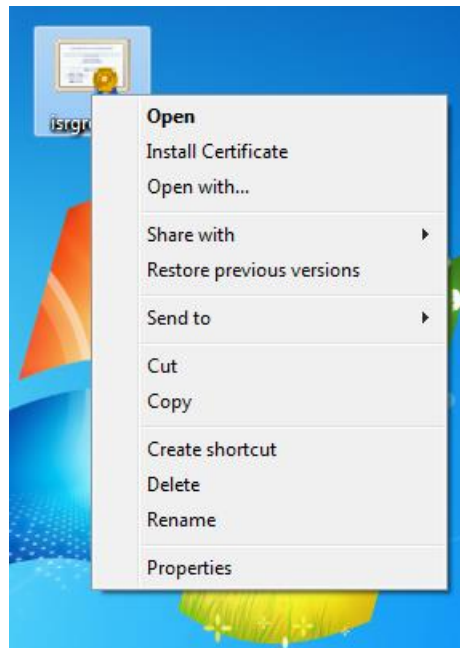 Open
Install Certificate
Open with...
Share with
Restore previous versions
Send to
Cut
Copy
Create shortcut
Delete
Rename
Properties